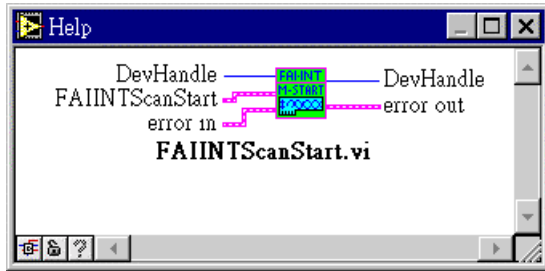 Help
DevHandle
FAIINTScanStart
error in
FAI-INT
M-START
DevHandle
error out
FAIINTScanStart.vi
?